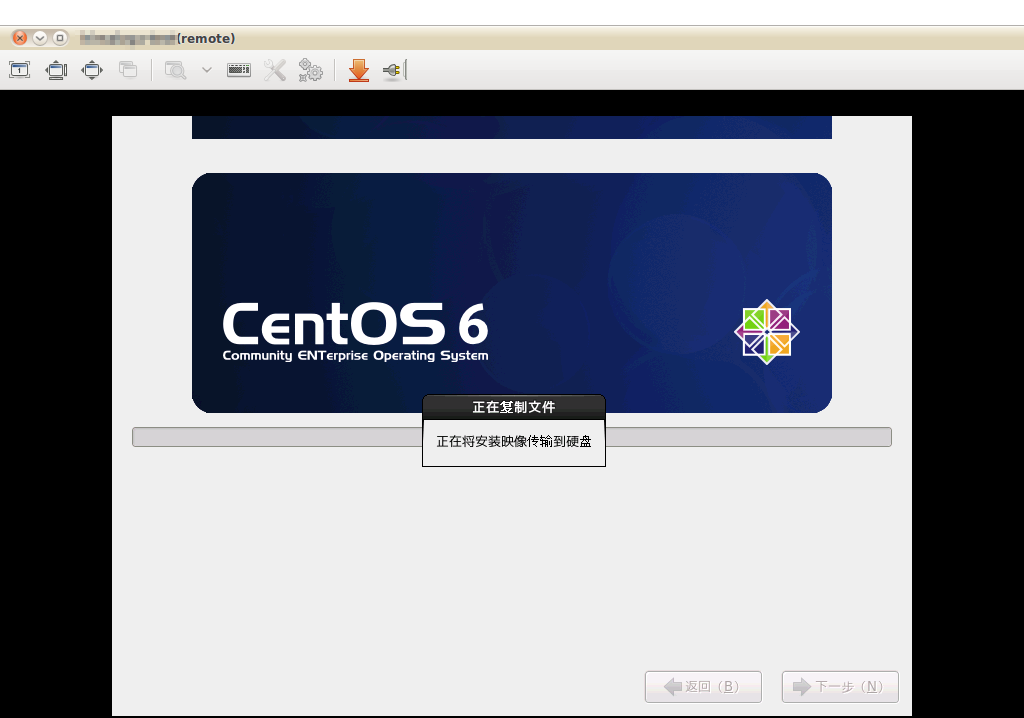 (remote)
CentOS 6
Community ENTerprise Operating System
正在复制文件
正在将安装映像传输到硬盘
返回（B） 下一步（N）